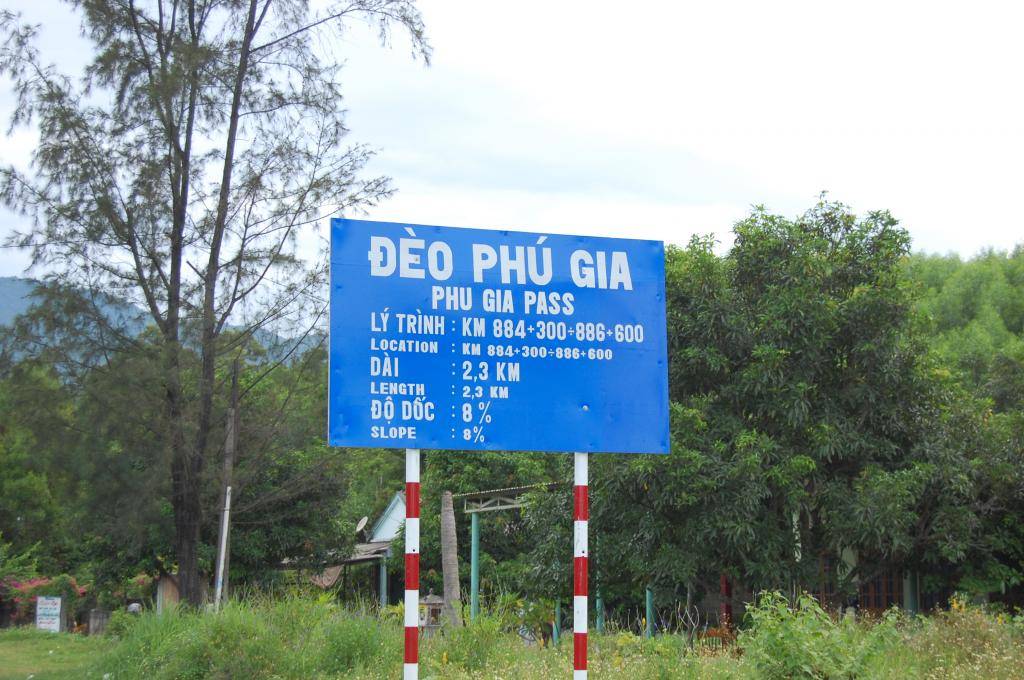 ĐÈO PHÚ GIA
PHU GIA PASS
LÝ TRÌNH : KM 884+300÷886+600
LOCATION : KM 884+300÷886+600
DÀI : 2,3 KM
LENGTH : 2,3 KM
ĐỘ DỐC : 8 %
SLOPE : 8%